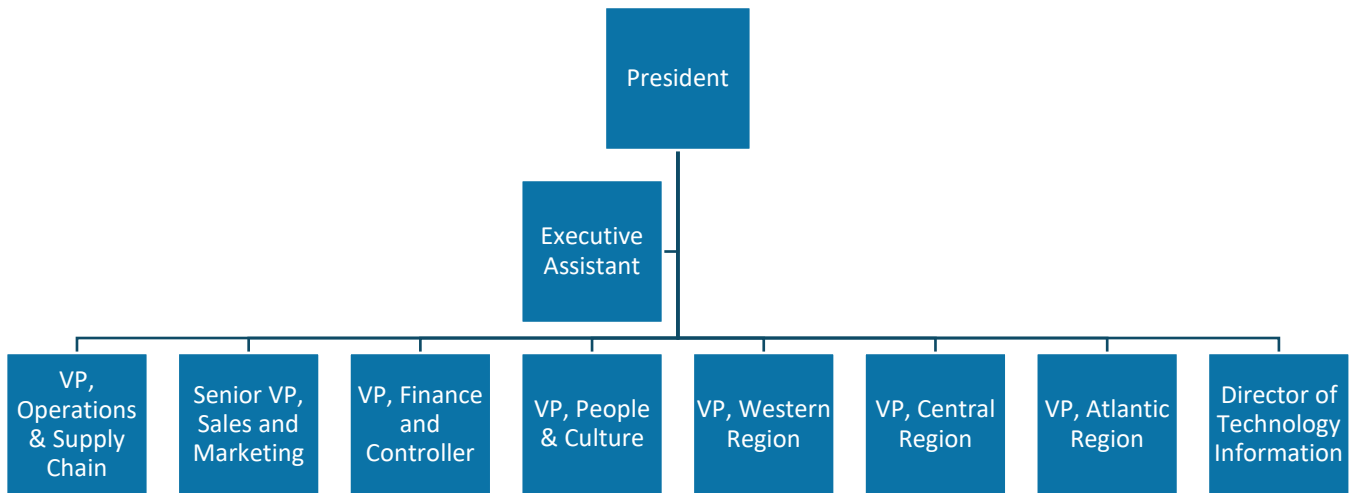 President
Executive
Assistant
VP,
Operations
& Supply
Chain
Senior VP,
Sales and
Marketing
VP, Finance
and
Controller
VP, People
& Culture
VP, Western
Region
VP, Central
Region
VP, Atlantic
Region
Director of
Technology
Information